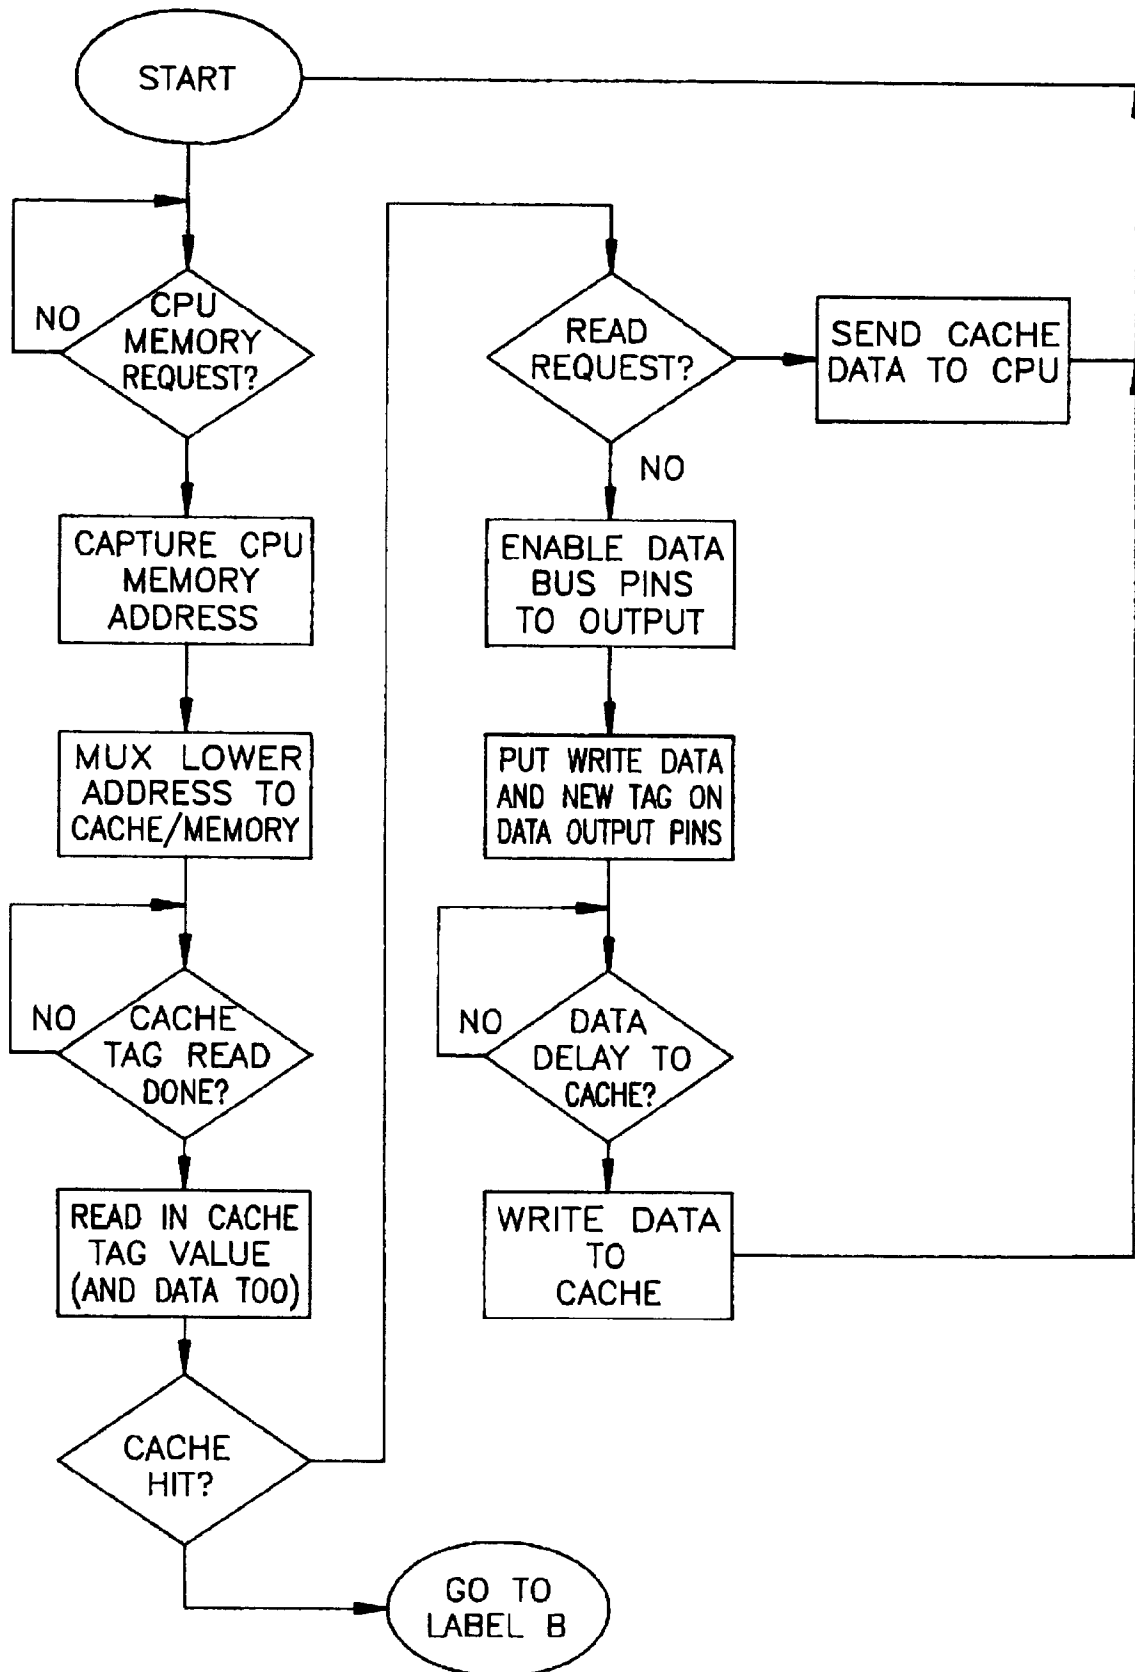 START
NO
CPU
MEMORY
REQUEST?
CAPTURE CPU
MEMORY
ADDRESS
MUX LOWER
ADDRESS TO
CACHE/MEMORY
NO
CACHE
TAG READ
DONE?
READ IN CACHE
TAG VALUE
(AND DATA TOO)
CACHE
HIT?
GO TO
LABEL B
READ
REQUEST?
SEND CACHE
DATA TO CPU
NO
ENABLE DATA
BUS PINS
TO OUTPUT
PUT WRITE DATA
AND NEW TAG ON
DATA OUTPUT PINS
NO
DATA
DELAY TO
CACHE?
WRITE DATA
TO
CACHE